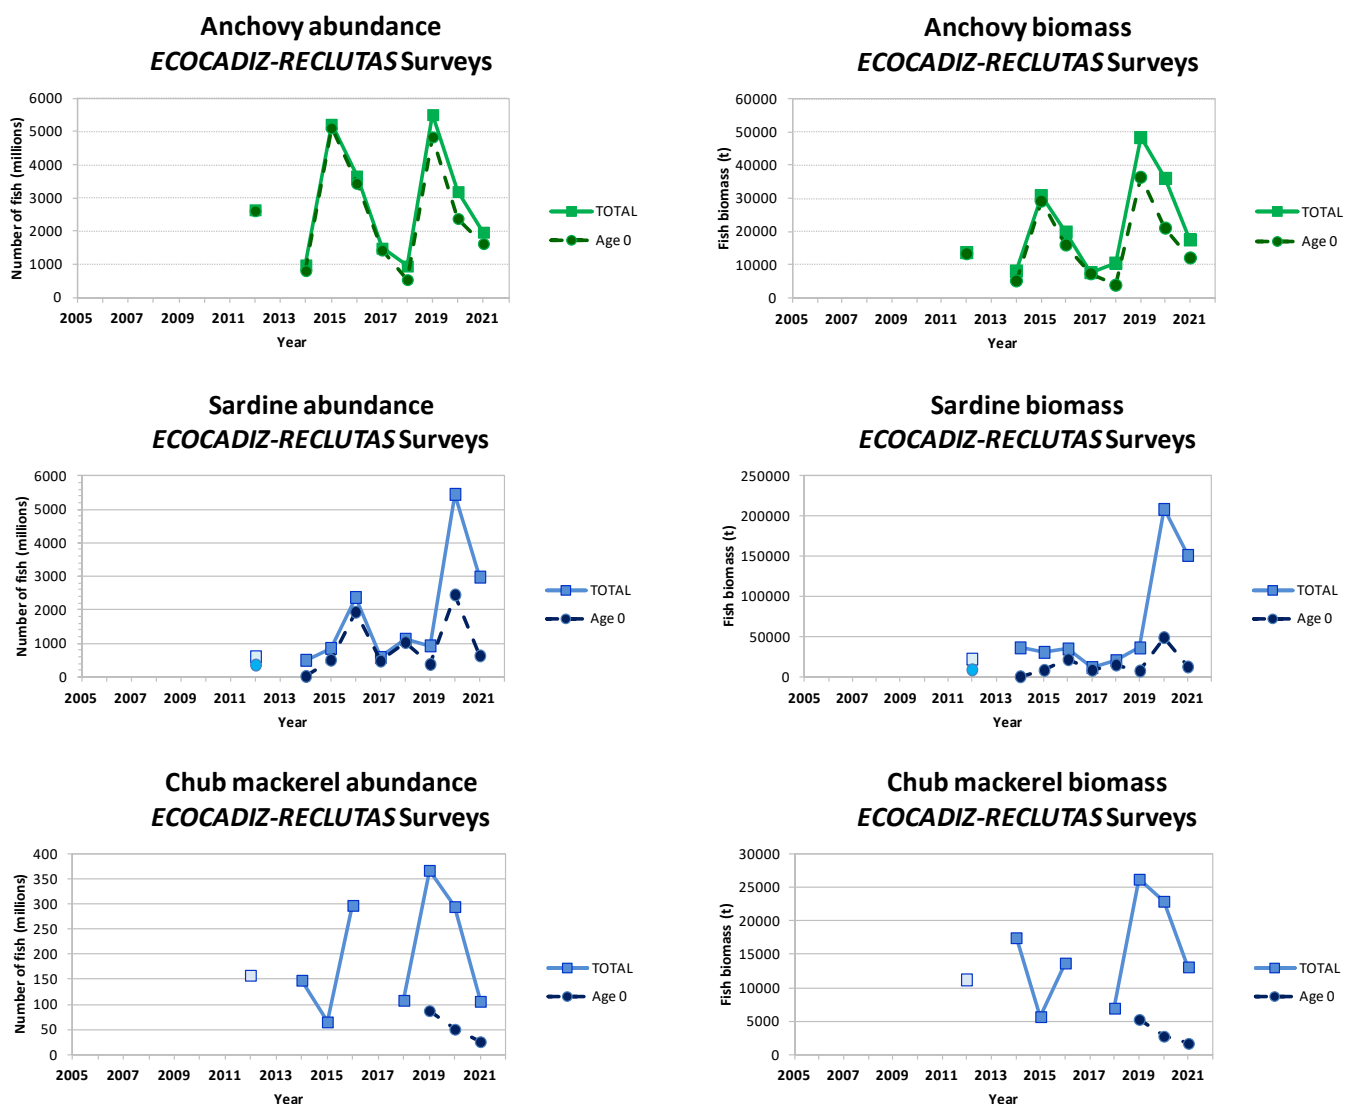 Anchovy abundance
ECOCADIZ-RECLUTAS Surveys
Number of fish (millions)
6000
5000
4000
3000
2000
1000
0
2005 2007 2009 2011 2013 2015 2017 2019 2021
Year
TOTAL
Age 0
Anchovy biomass
ECOCADIZ-RECLUTAS Surveys
Fish biomass (t)
60000
50000
40000
30000
20000
10000
0
2005 2007 2009 2011 2013 2015 2017 2019 2021
Year
TOTAL
Age 0
Sardine abundance
ECOCADIZ-RECLUTAS Surveys
Number of fish (millions)
6000
5000
4000
3000
2000
1000
0
2005 2007 2009 2011 2013 2015 2017 2019 2021
Year
TOTAL
Age 0
Sardine biomass
ECOCADIZ-RECLUTAS Surveys
Fish biomass (t)
250000
200000
150000
100000
50000
0
2005 2007 2009 2011 2013 2015 2017 2019 2021
Year
TOTAL
Age 0
Chub mackerel abundance
ECOCADIZ-RECLUTAS Surveys
Number of fish (millions)
400
350
300
250
200
150
100
50
0
2005 2007 2009 2011 2013 2015 2017 2019 2021
Year
TOTAL
Age 0
Chub mackerel biomass
ECOCADIZ-RECLUTAS Surveys
Fish biomass (t)
30000
25000
20000
15000
10000
5000
0
2005 2007 2009 2011 2013 2015 2017 2019 2021
Year
TOTAL
Age 0